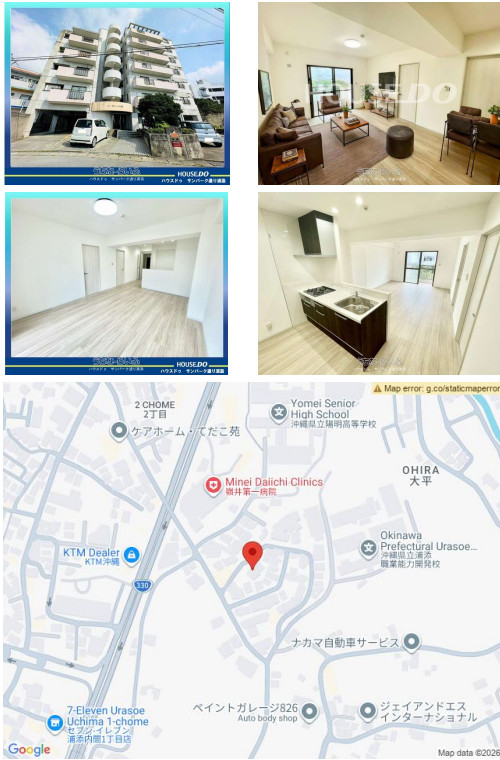 HOUSE.DO
ハウスドゥ サンパーク通り浦添
HOUSE.DO
HOUSE.DO
ハウスドゥ サンパーク通り浦添
Map error: g.co/staticmaperror
2 CHOME
2丁目
ケアホーム・てだこ苑
Yomei Senior
High School
沖縄県立陽明高等学校
OHIRA
大平
Minei Daiichi Clinics
嶺井第一病院
KTM Dealer
KTM沖縄
Okinawa
Prefectural Urasoe...
沖縄県立浦添
職業能力開発校
330
ナカマ自動車サービス
7-Eleven Urasoe
Uchima 1-chome
セブン-イレブン
浦添内間1丁目店
ペイントガレージ826
Auto body shop
ジェイアンドエス
インターナショナル
Google
Map data ©2026